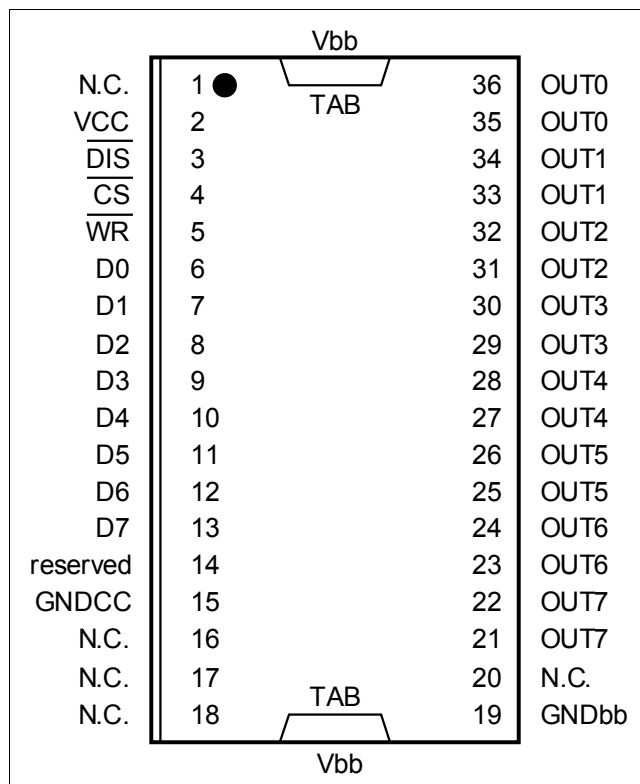 Vbb
TAB
N.C. 1 36 OUT0
VCC 2 35 OUT0
DIS 3 34 OUT1
CS 4 33 OUT1
WR 5 32 OUT2
D0 6 31 OUT2
D1 7 30 OUT3
D2 8 29 OUT3
D3 9 28 OUT4
D4 10 27 OUT4
D5 11 26 OUT5
D6 12 25 OUT5
D7 13 24 OUT6
reserved 14 23 OUT6
GNDCC 15 22 OUT7
N.C. 16 21 OUT7
N.C. 17 20 N.C.
N.C. 18 19 GNDbb
TAB
Vbb